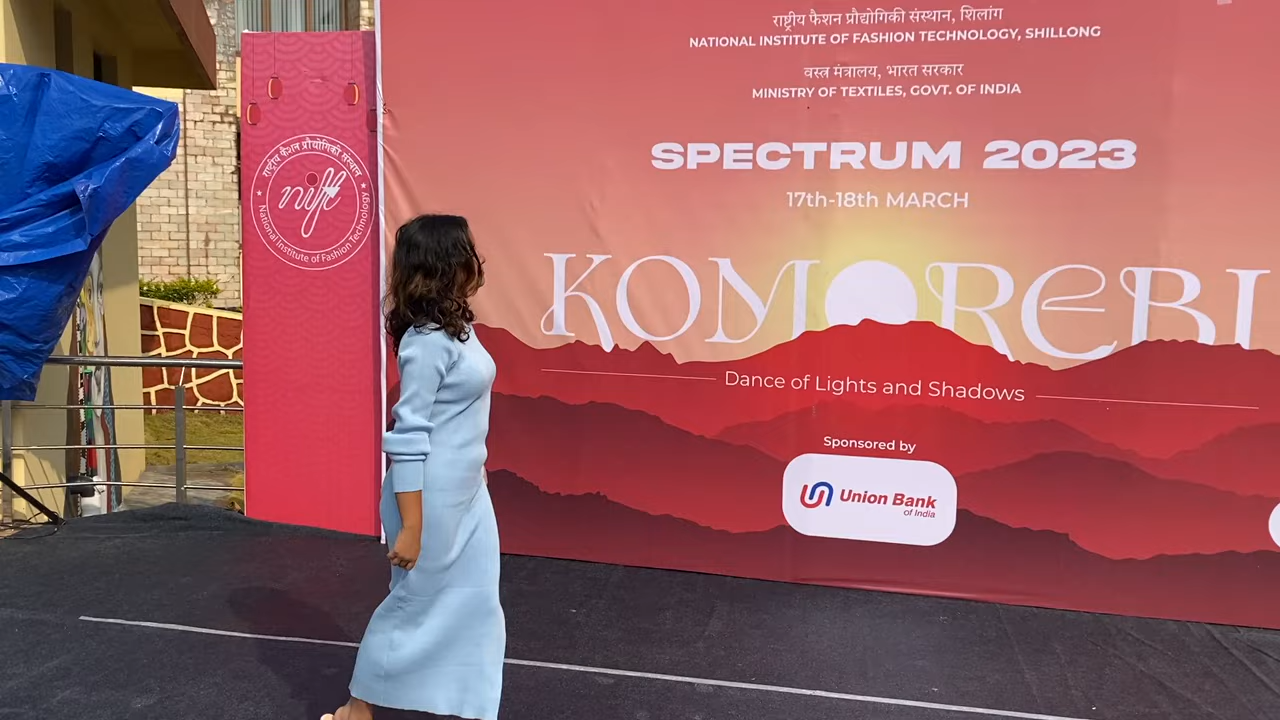 राष्ट्रीय फैशन प्रौद्योगिकी संस्थान, शिलांग
NATIONAL INSTITUTE OF FASHION TECHNOLOGY, SHILLONG
वस्त्र मंत्रालय, भारत सरकार
MINISTRY OF TEXTILES, GOVT. OF INDIA
SPECTRUM 2023
17th-18th MARCH
KOMOREBI
Dance of Lights and Shadows
Sponsored by
Union Bank
of India
राष्ट्रीय फैशन प्रौद्योगिकी संस्थान
nift
National Institute of Fashion Technology